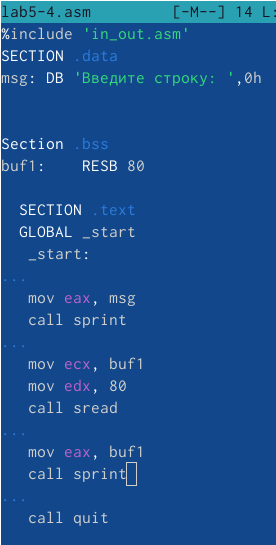 lab5-4.asm [-M--] 14 L:
%include 'in_out.asm'
SECTION .data
msg: DB 'Введите строку: ',0h
Section .bss
buf1: RESB 80
SECTION .text
GLOBAL _start
_start:
...
mov eax, msg
call sprint
...
mov ecx, buf1
mov edx, 80
call sread
...
mov eax, buf1
call sprint
...
call quit